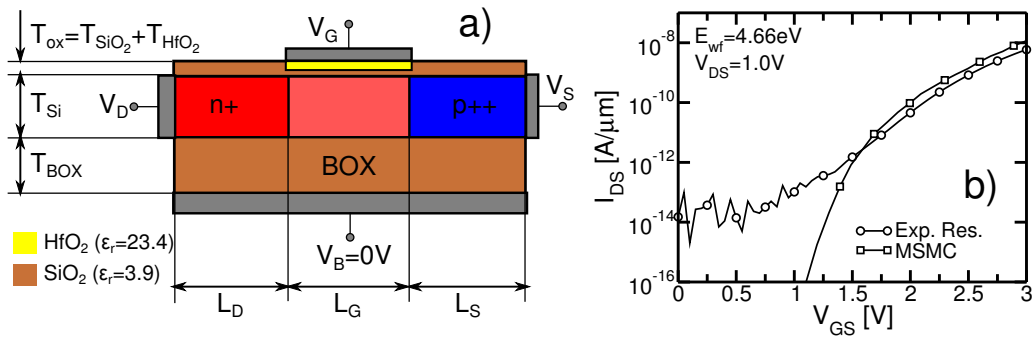 a)
T_ox=T_SiO₂+T_HfO₂
V_G
T_Si
V_D
n+
p++
V_S
T_BOX
BOX
HfO₂ (ε_r=23.4)
SiO₂ (ε_r=3.9)
V_B=0V
L_D
L_G
L_S
b)
E_wf=4.66eV
V_DS=1.0V
I_DS [A/μm]
10⁻⁸
10⁻¹⁰
10⁻¹²
10⁻¹⁴
10⁻¹⁶
Exp. Res.
MSMC
0 0.5 1 1.5 2 2.5 3
V_GS [V]